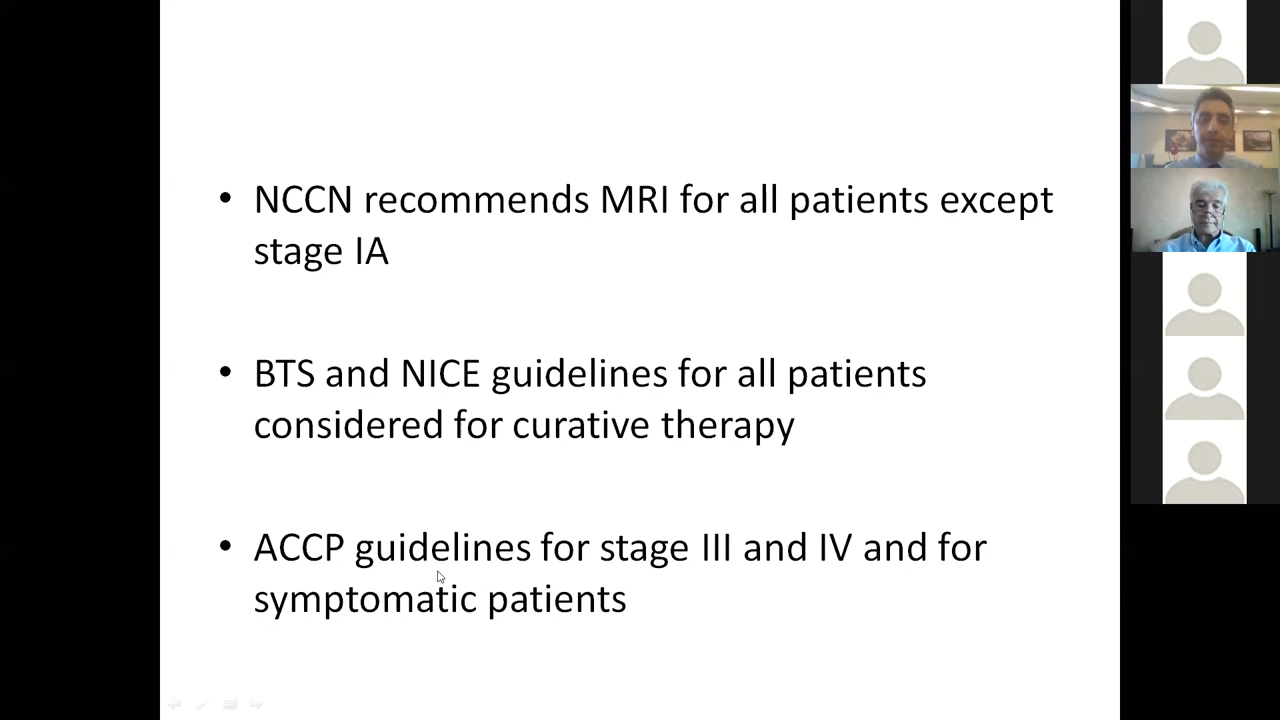 • NCCN recommends MRI for all patients except
stage IA
• BTS and NICE guidelines for all patients
considered for curative therapy
• ACCP guidelines for stage III and IV and for
symptomatic patients